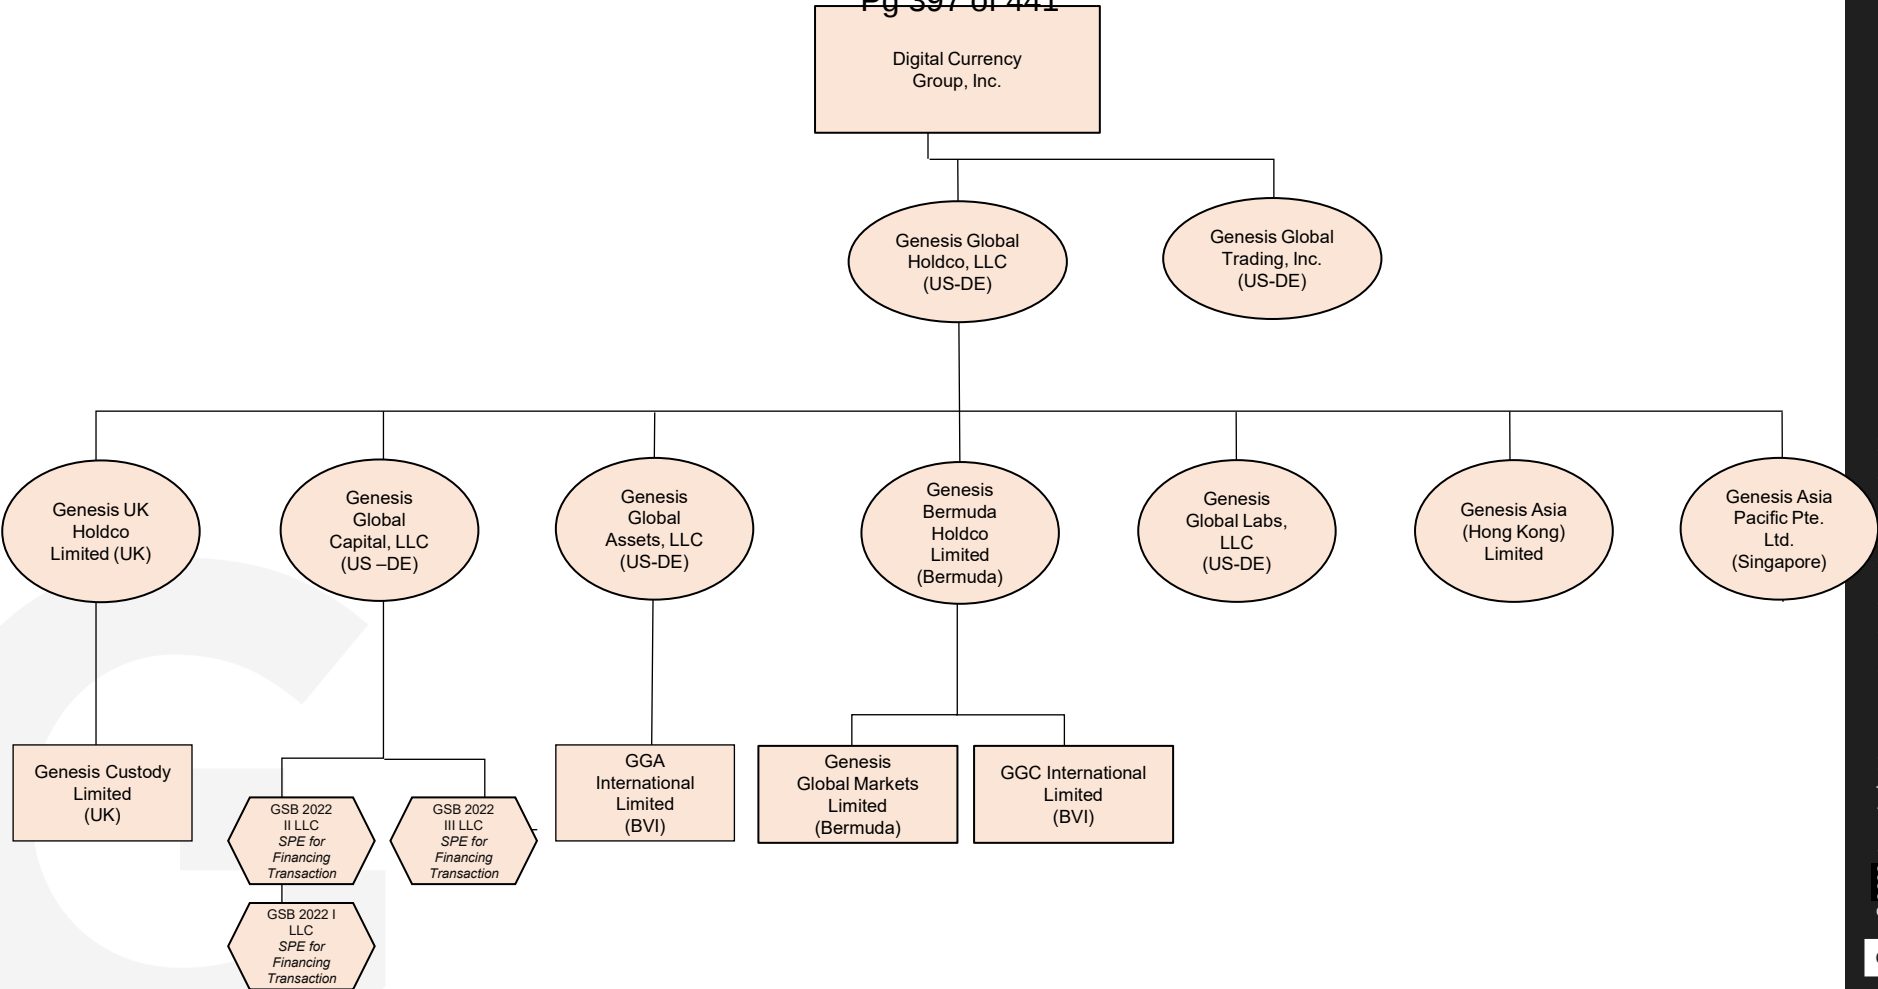 Pg 397 of 441
Digital Currency
Group, Inc.
Genesis Global
Holdco, LLC
(US-DE)
Genesis Global
Trading, Inc.
(US-DE)
Genesis UK
Holdco
Limited (UK)
Genesis
Global
Capital, LLC
(US –DE)
Genesis
Global
Assets, LLC
(US-DE)
Genesis
Bermuda
Holdco
Limited
(Bermuda)
Genesis
Global Labs,
LLC
(US-DE)
Genesis Asia
(Hong Kong)
Limited
Genesis Asia
Pacific Pte.
Ltd.
(Singapore)
Genesis Custody
Limited
(UK)
GSB 2022
II LLC
SPE for
Financing
Transaction
GSB 2022
III LLC
SPE for
Financing
Transaction
GGA
International
Limited
(BVI)
Genesis
Global Markets
Limited
(Bermuda)
GGC International
Limited
(BVI)
GSB 2022 I
LLC
SPE for
Financing
Transaction